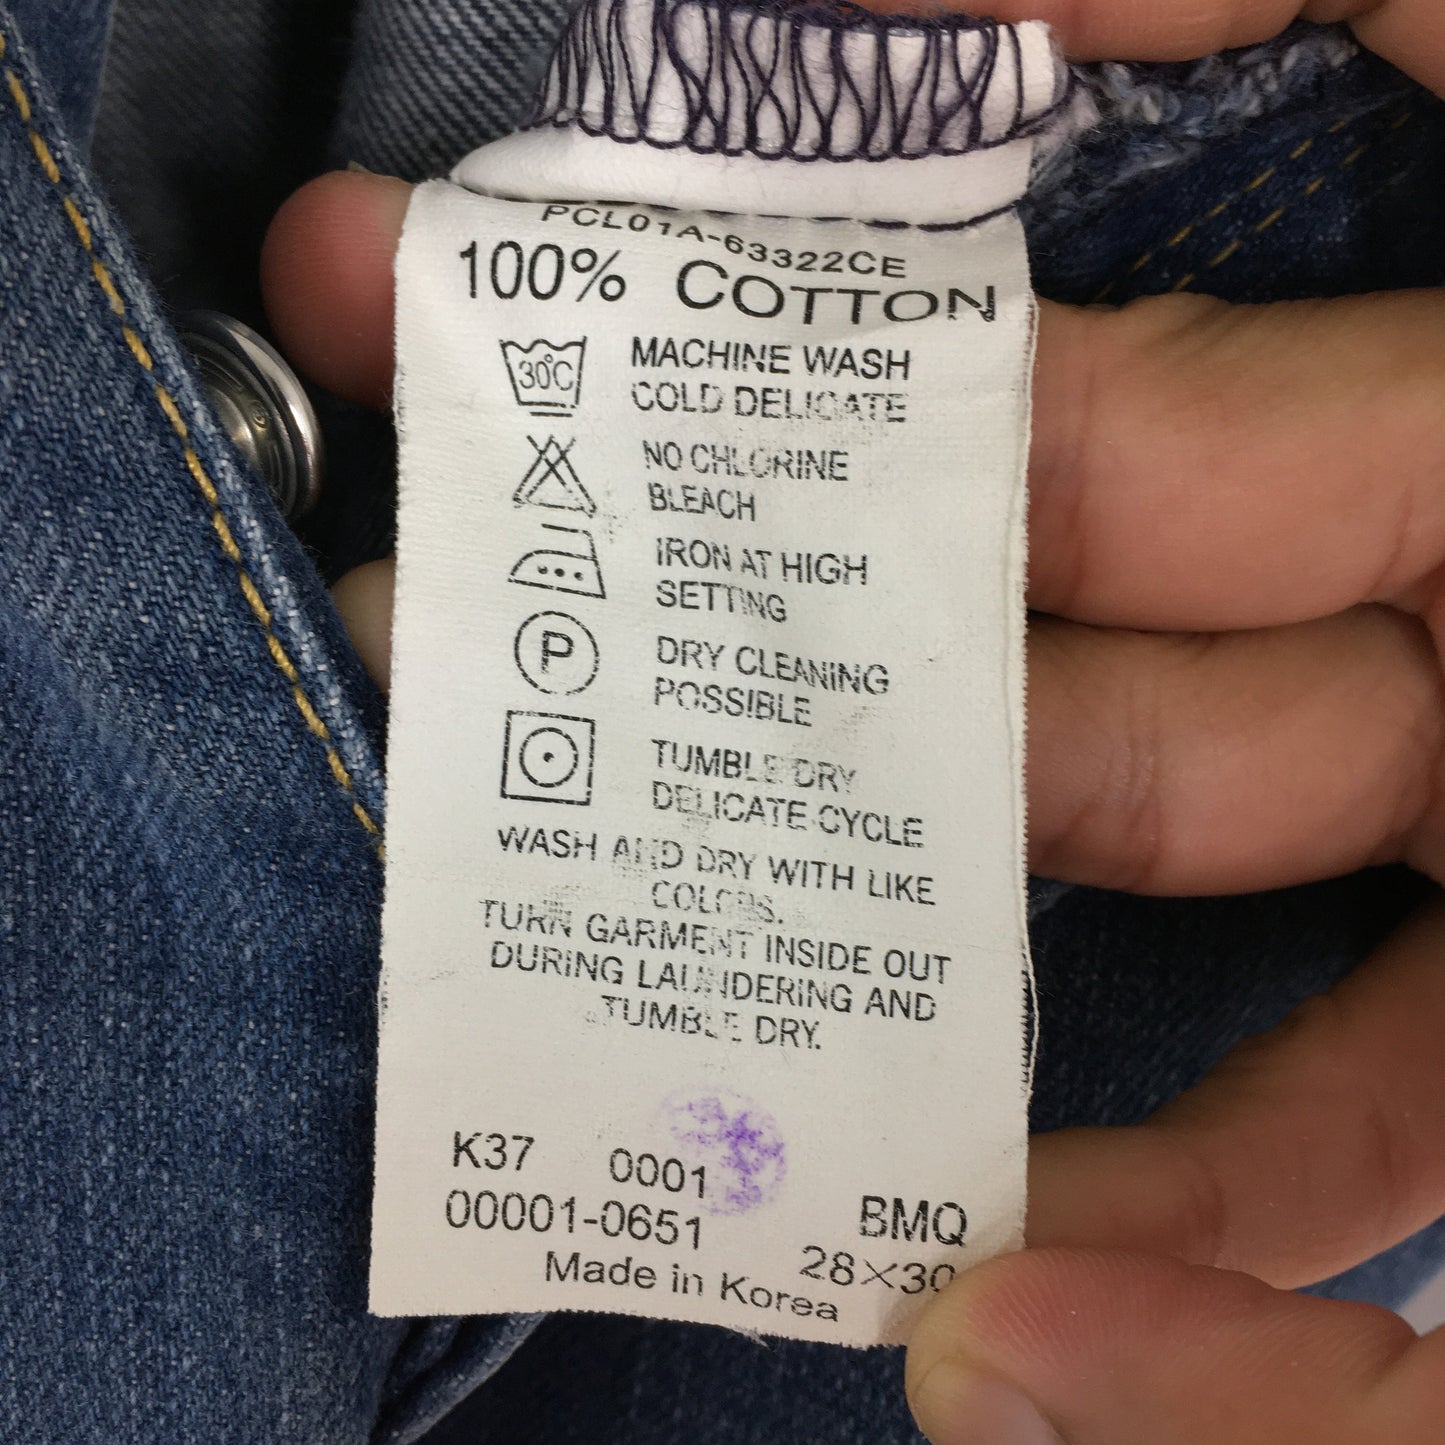 PCL01A-63322CE
100% COTTON
30°C
MACHINE WASH
COLD DELICATE
NO CHLORINE
BLEACH
IRON AT HIGH
SETTING
P
DRY CLEANING
POSSIBLE
TUMBLE DRY
DELICATE CYCLE
WASH AND DRY WITH LIKE
COLORS.
TURN GARMENT INSIDE OUT
DURING LAUNDERING AND
TUMBLE DRY.
K37 0001
00001-0651
BMQ
28X30
Made in Korea